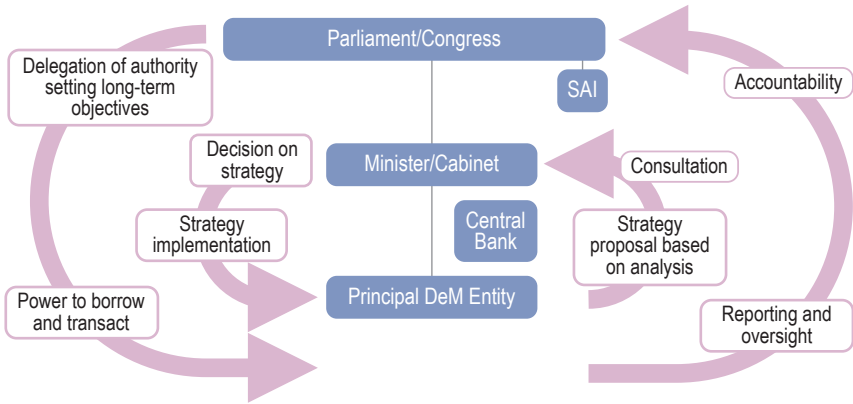 Parliament/Congress
Delegation of authority
setting long-term
objectives
SAI
Accountability
Decision on
strategy
Minister/Cabinet
Consultation
Strategy
implementation
Central
Bank
Strategy
proposal based
on analysis
Power to borrow
and transact
Principal DeM Entity
Reporting and
oversight